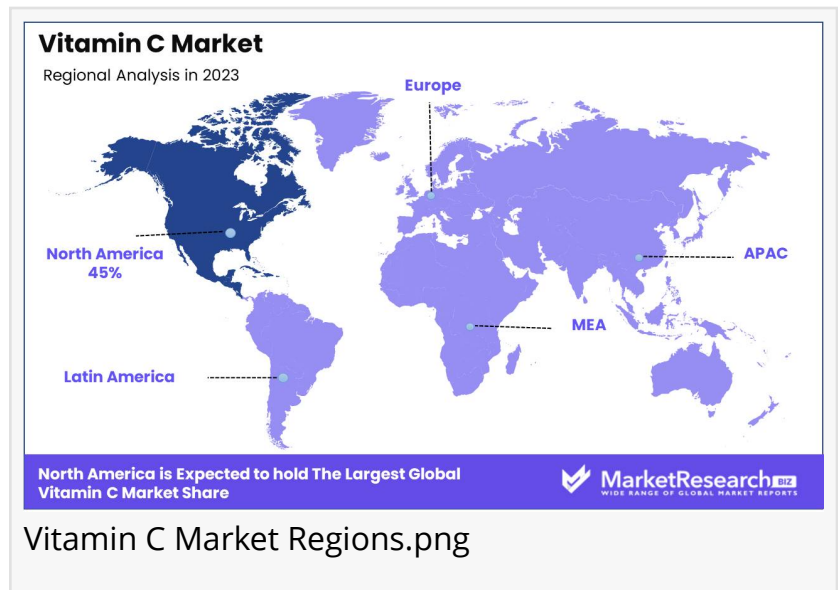 Vitamin C Market
Regional Analysis in 2023
Europe
North America
45%
APAC
MEA
Latin America
North America is Expected to hold The Largest Global
Vitamin C Market Share
MarketResearch BIZ
WIDE RANGE OF GLOBAL MARKET REPORTS
Vitamin C Market Regions.png